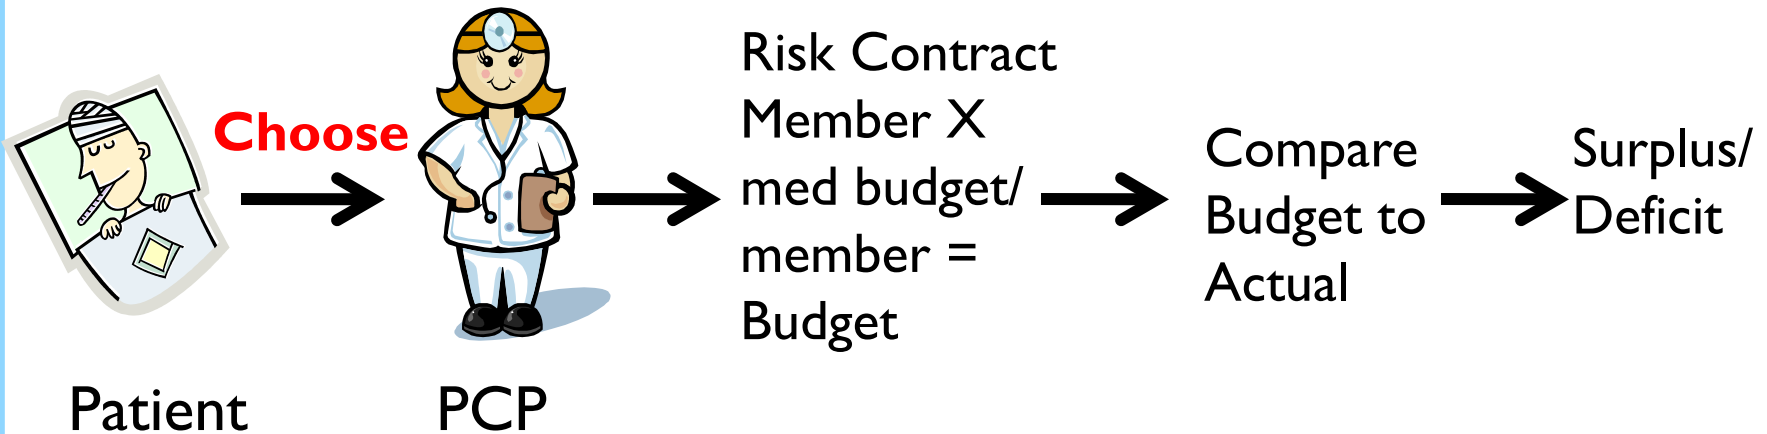 Choose
Patient
PCP
Risk Contract
Member X
med budget/
member =
Budget
Compare
Budget to
Actual
Surplus/
Deficit